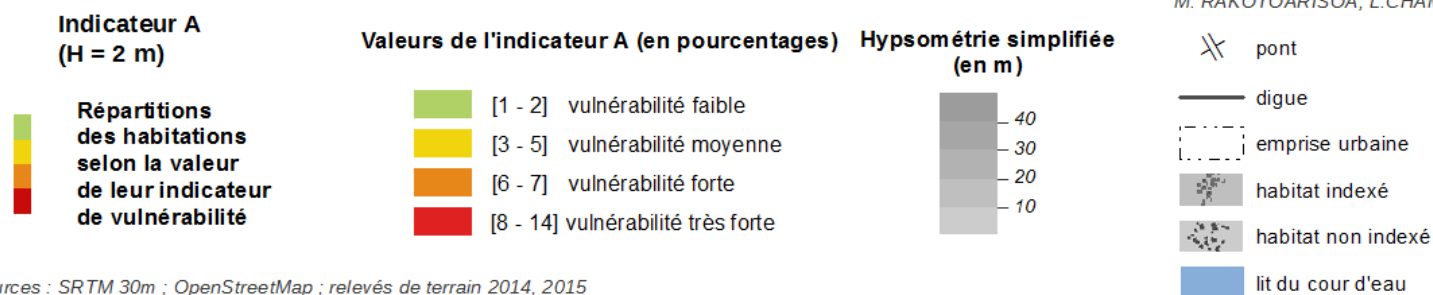 M. RAKOTOARISOA, L.CHAM
Indicateur A
(H = 2 m)
Répartitions
des habitations
selon la valeur
de leur indicateur
de vulnérabilité
Valeurs de l'indicateur A (en pourcentages)
[1 - 2] vulnérabilité faible
[3 - 5] vulnérabilité moyenne
[6 - 7] vulnérabilité forte
[8 - 14] vulnérabilité très forte
Hypsométrie simplifiée
(en m)
40
30
20
10
pont
digue
emprise urbaine
habitat indexé
habitat non indexé
lit du cour d'eau
urces : SRTM 30m ; OpenStreetMap ; relevés de terrain 2014, 2015